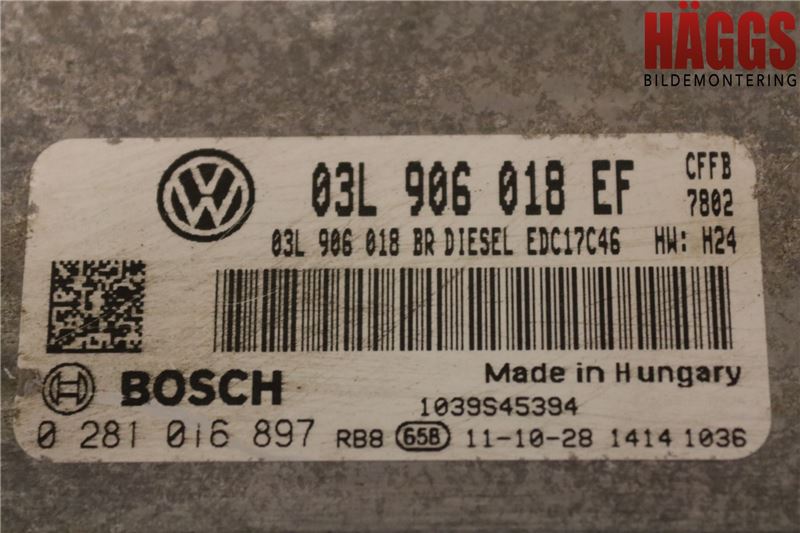 HÄGGS
BILDEMONTERING
03L 906 018 EF
CFFB
7802
03L 906 018 BR DIESEL EDC17C46 HW: H24
Made in Hungary
BOSCH
1039S45394
0 281 016 897 RB8 65B 11-10-28 1414 1036